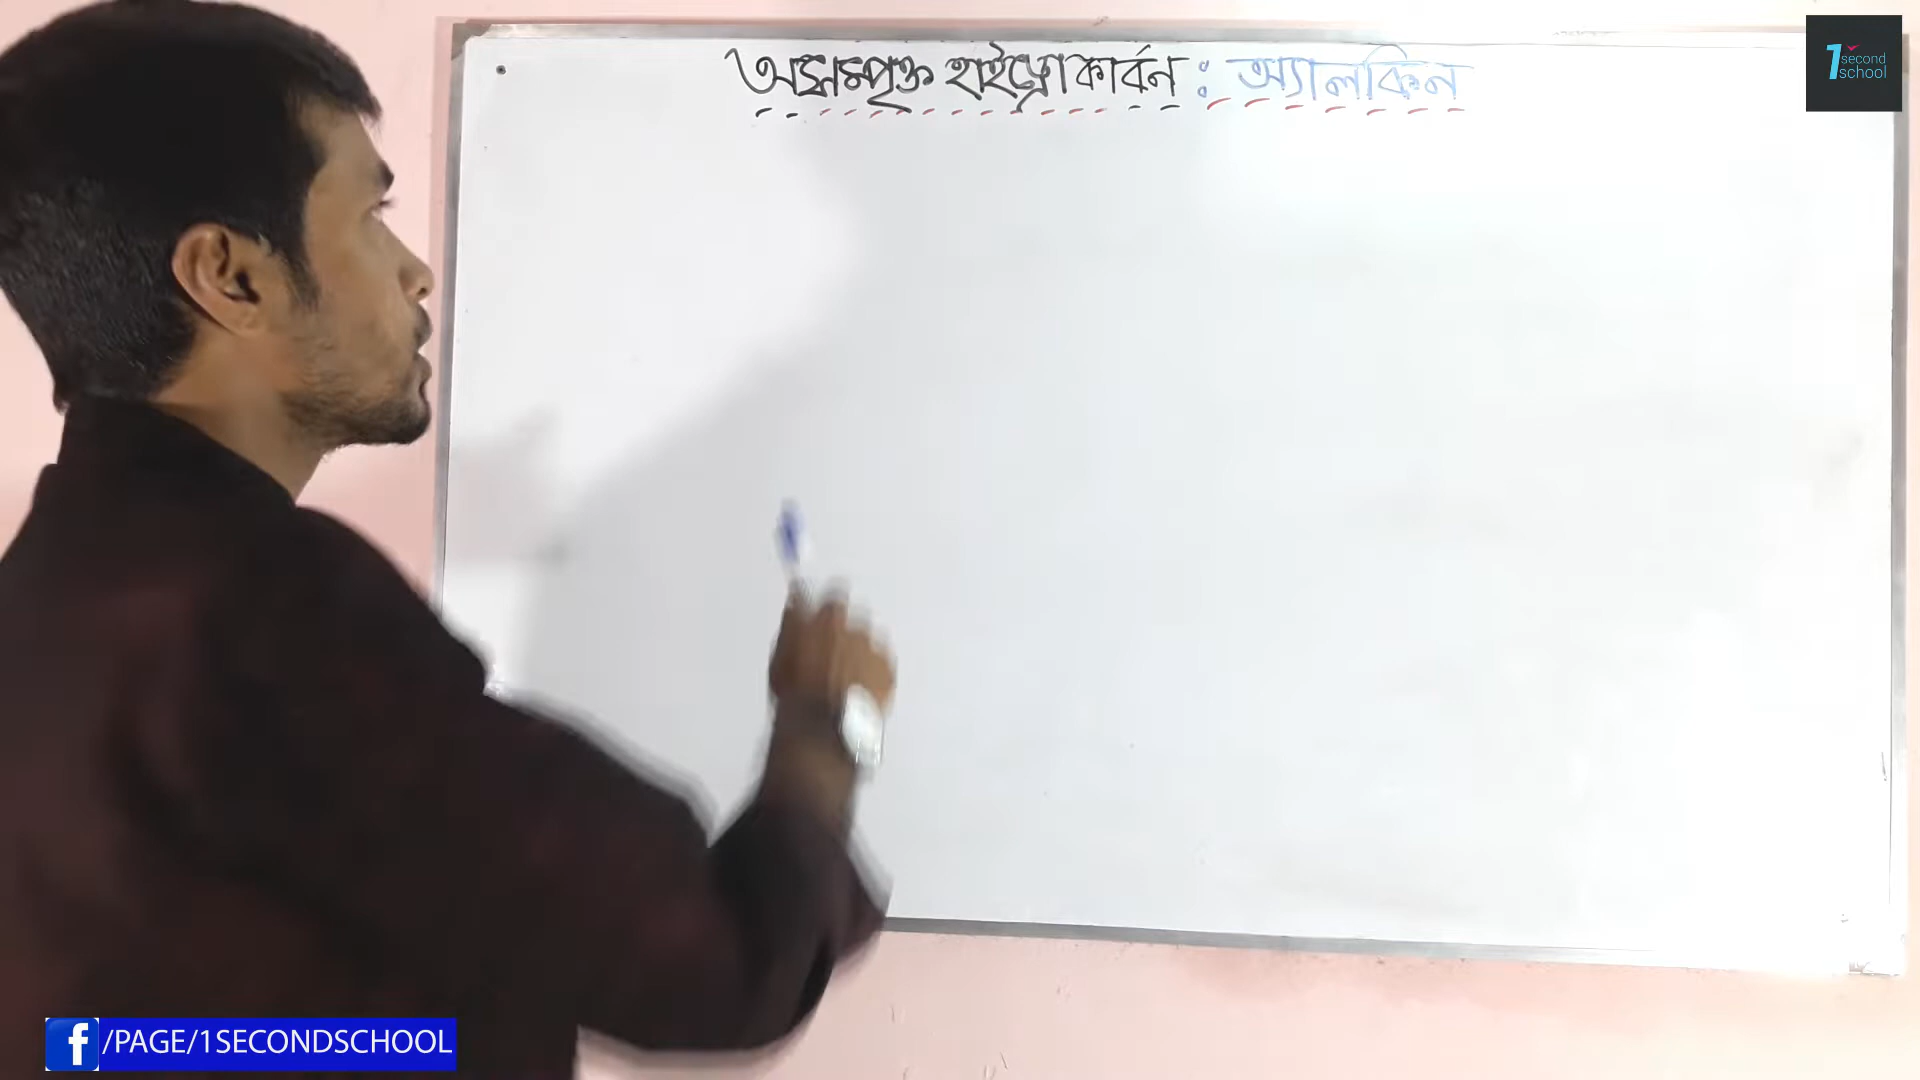 অসম্পৃক্ত হাইড্রোকার্বন : অ্যালকিন
1 second school
f /PAGE/1SECONDSCHOOL